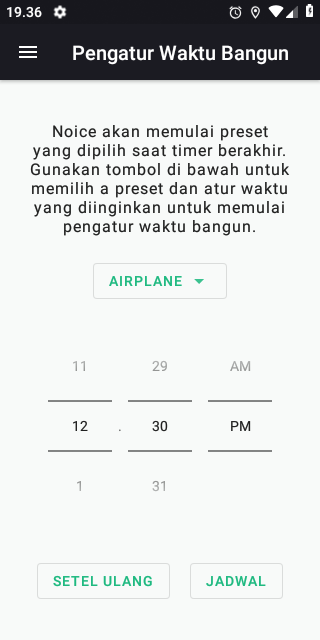 19.36
Pengatur Waktu Bangun
Noice akan memulai preset
yang dipilih saat timer berakhir.
Gunakan tombol di bawah untuk
memilih a preset dan atur waktu
yang diinginkan untuk memulai
pengatur waktu bangun.
AIRPLANE
11 29 AM
12 . 30 PM
1 31
SETEL ULANG JADWAL